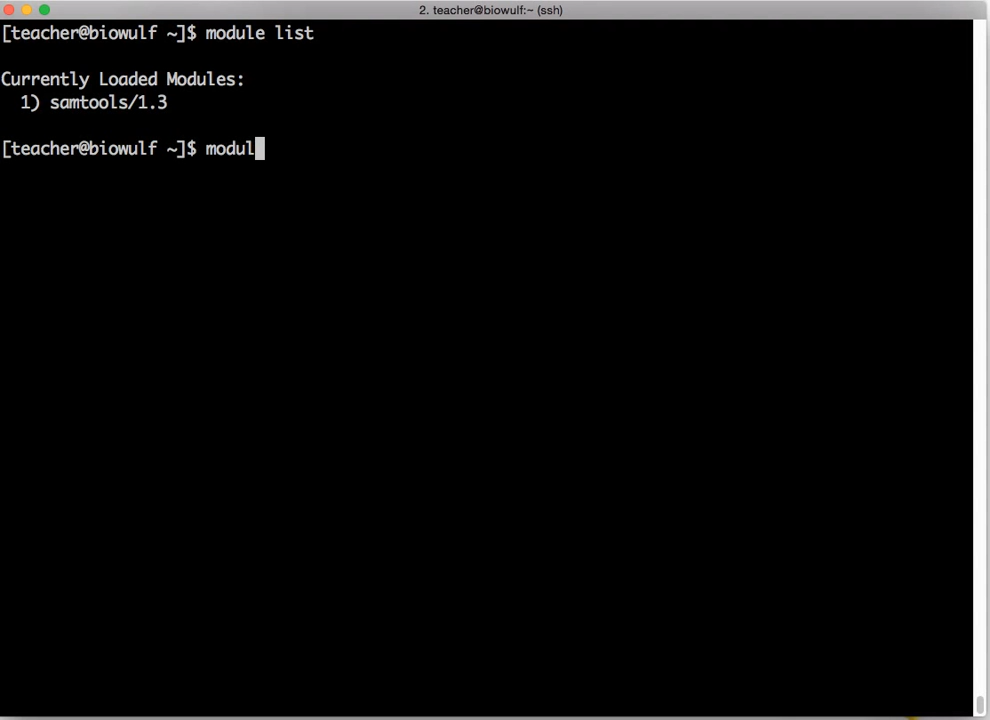 2. teacher@biowulf:~ (ssh)
[teacher@biowulf ~]$ module list
Currently Loaded Modules:
1) samtools/1.3
[teacher@biowulf ~]$ modul